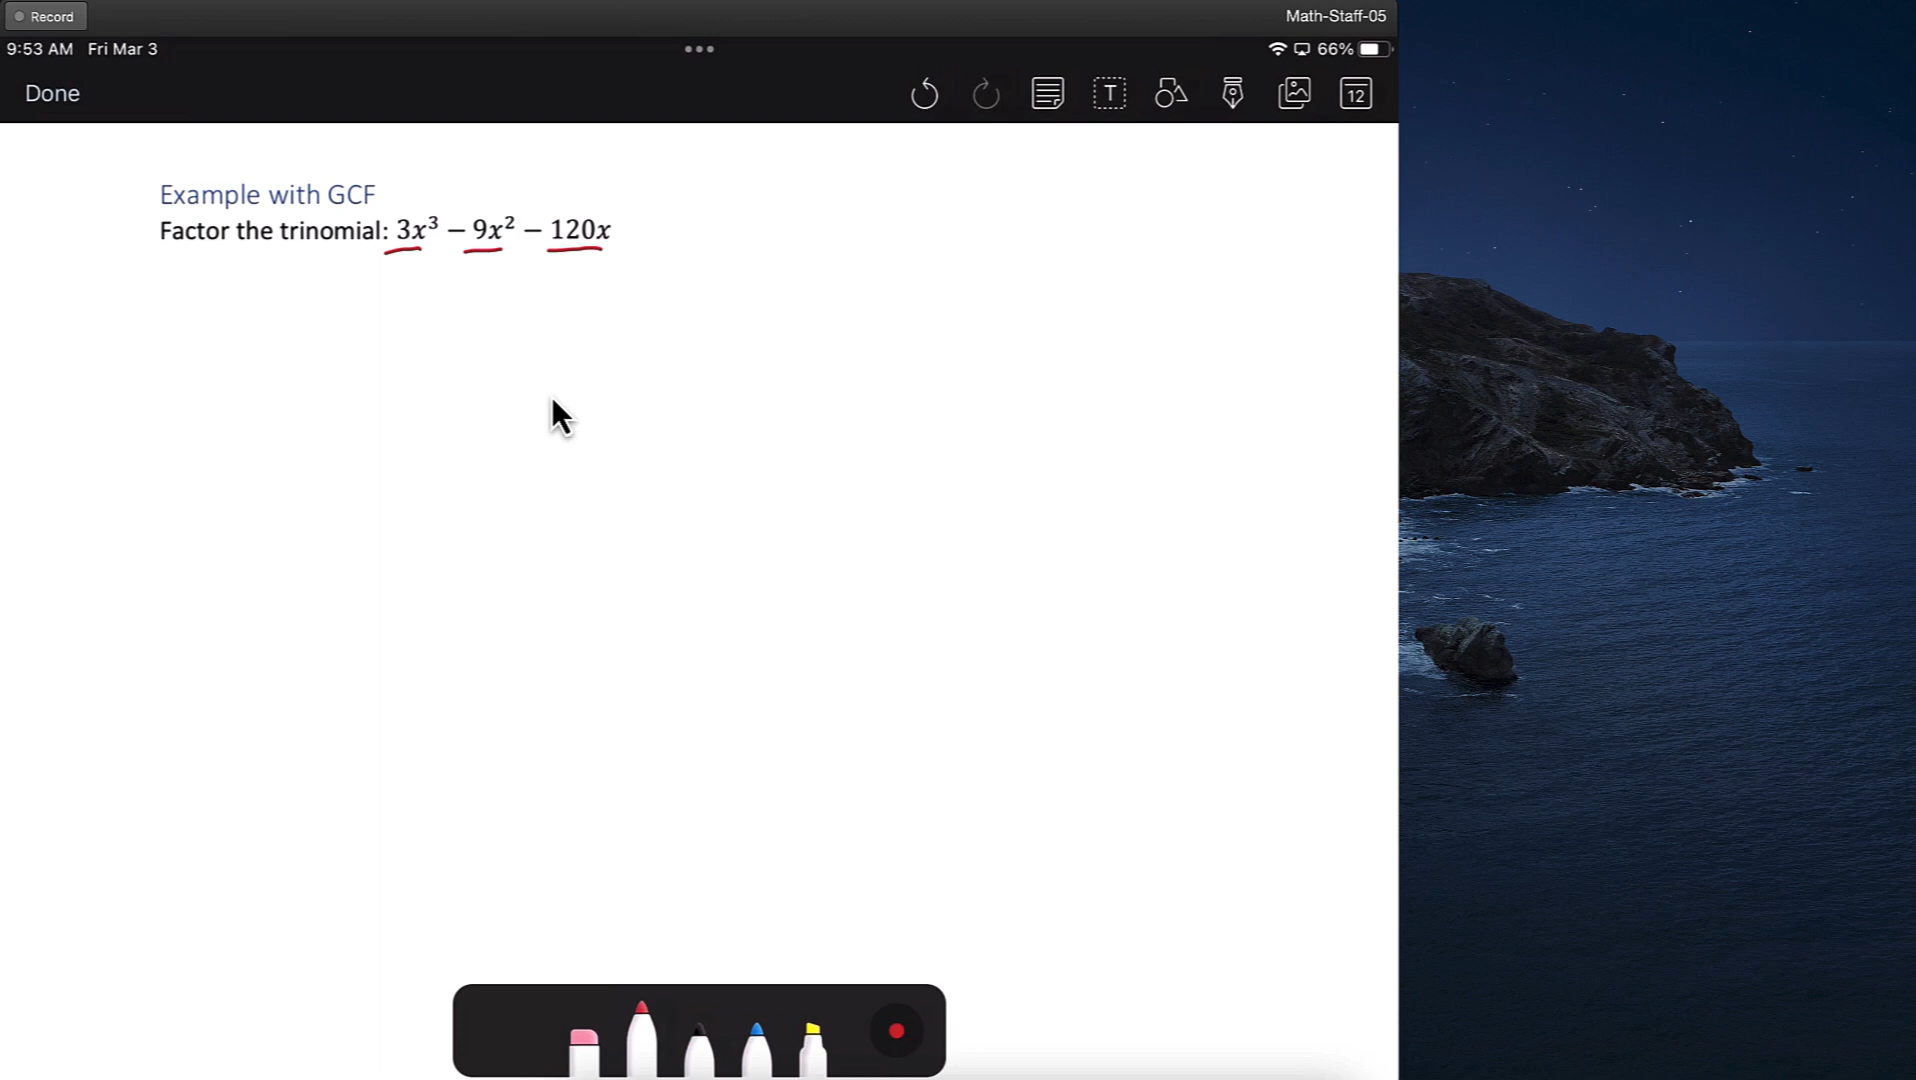 Record
Math-Staff-05
9:53 AM Fri Mar 3
66%
Done
T
12
Example with GCF
Factor the trinomial: 3x³ − 9x² − 120x